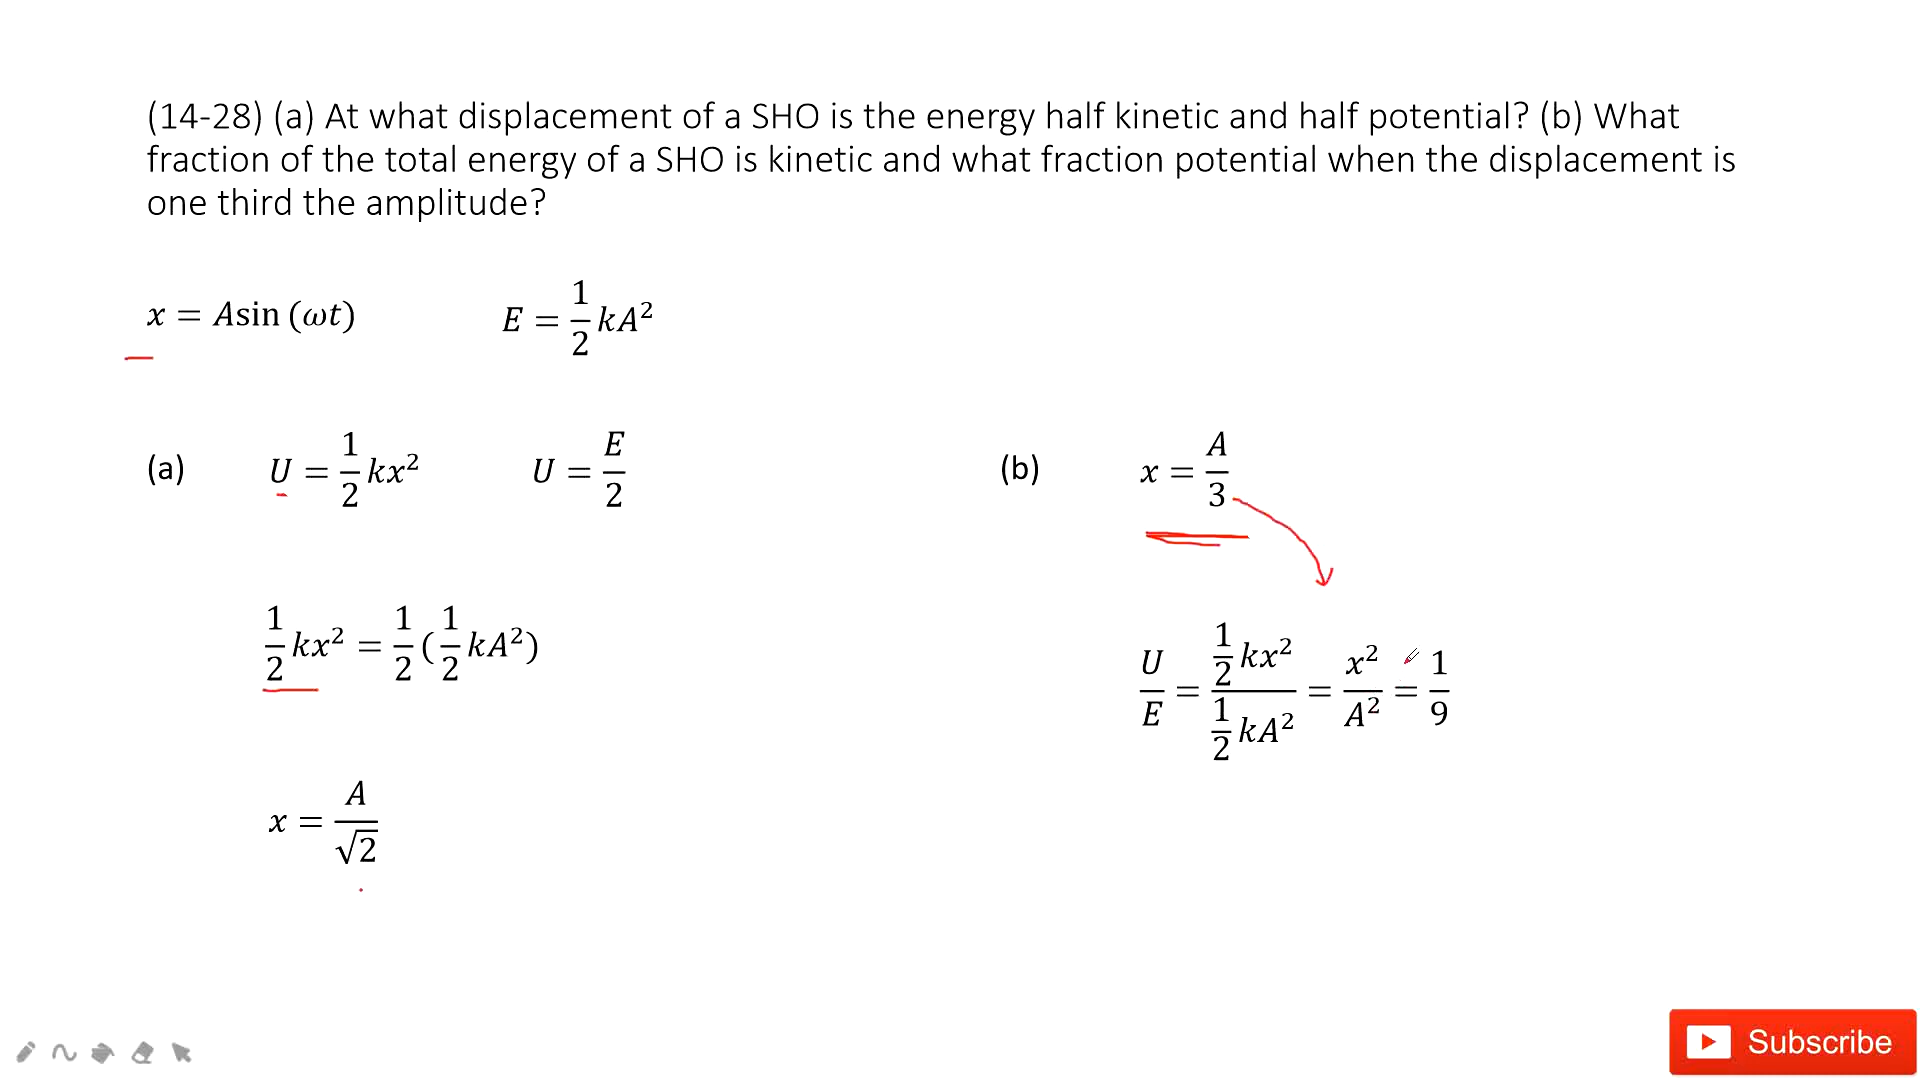 (14-28) (a) At what displacement of a SHO is the energy half kinetic and half potential? (b) What
fraction of the total energy of a SHO is kinetic and what fraction potential when the displacement is
one third the amplitude?
x = Asin (ωt)
E = 1/2 kA²
(a)
U = 1/2 kx²
U = E/2
1/2 kx² = 1/2 (1/2 kA²)
x = A/√2
(b)
x = A/3
U/E = (1/2 kx²)/(1/2 kA²) = x²/A² = 1/9
Subscribe